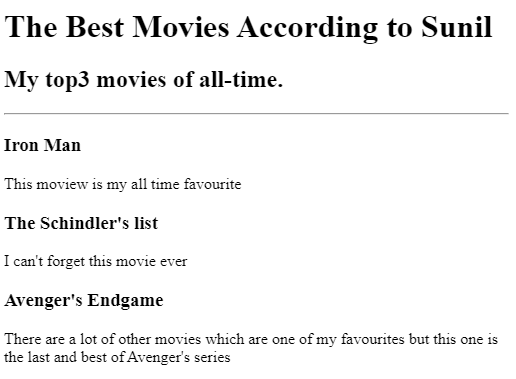 The Best Movies According to Sunil
My top3 movies of all-time.
Iron Man
This moview is my all time favourite
The Schindler's list
I can't forget this movie ever
Avenger's Endgame
There are a lot of other movies which are one of my favourites but this one is
the last and best of Avenger's series